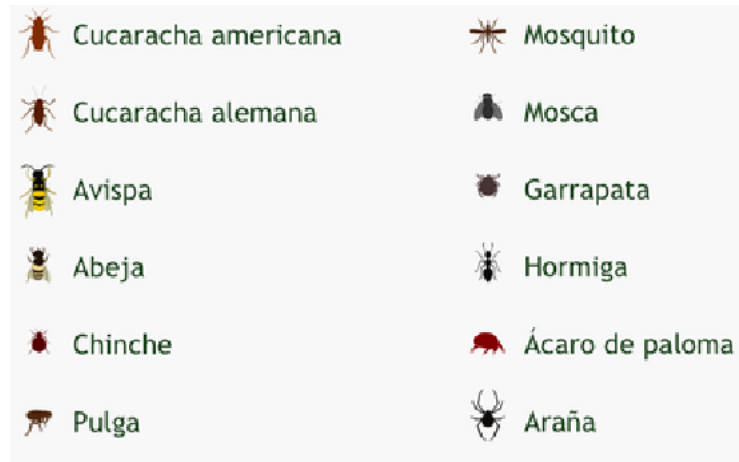 Cucaracha americana
Cucaracha alemana
Avispa
Abeja
Chinche
Pulga
Mosquito
Mosca
Garrapata
Hormiga
Ácaro de paloma
Araña